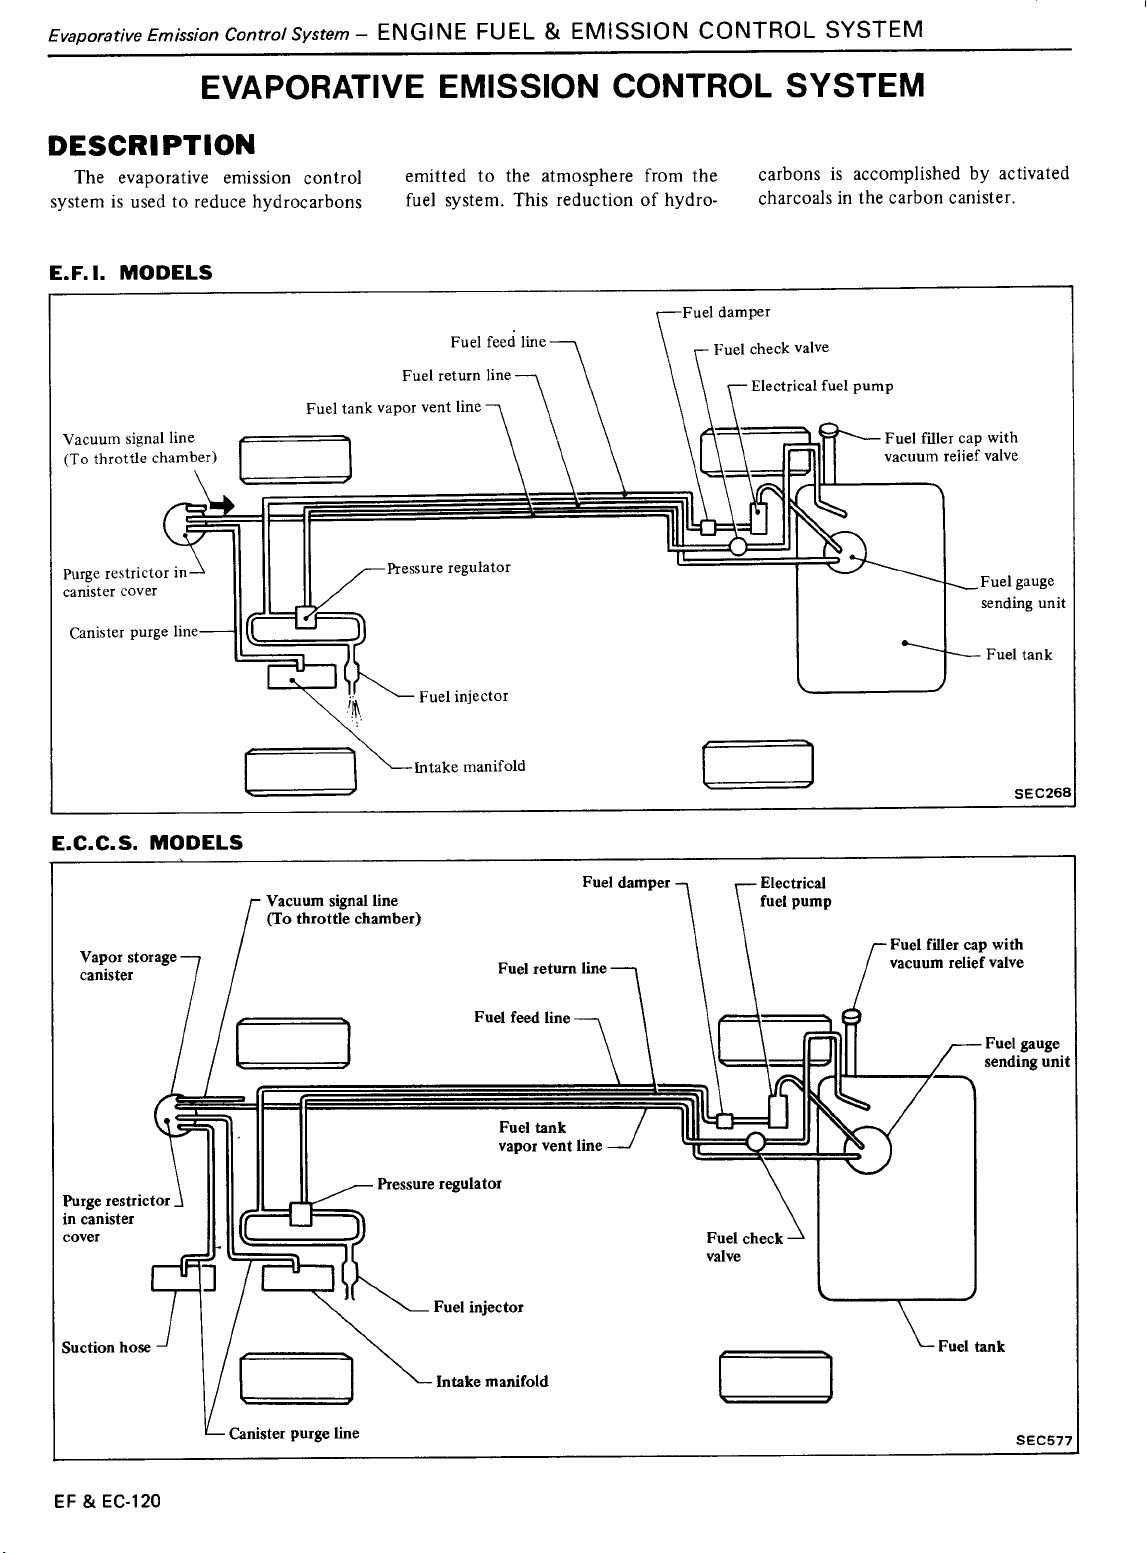 Evaporative Emission Control System – ENGINE FUEL & EMISSION CONTROL SYSTEM
EVAPORATIVE EMISSION CONTROL SYSTEM
DESCRIPTION
The evaporative emission control
system is used to reduce hydrocarbons
emitted to the atmosphere from the
fuel system. This reduction of hydro-
carbons is accomplished by activated
charcoals in the carbon canister.
E.F.I. MODELS
Fuel damper
Fuel feed line
Fuel check valve
Fuel return line
Electrical fuel pump
Fuel tank vapor vent line
Vacuum signal line
(To throttle chamber)
Fuel filler cap with
vacuum relief valve
Purge restrictor in
canister cover
Pressure regulator
Fuel gauge
sending unit
Canister purge line
Fuel tank
Fuel injector
Intake manifold
SEC268
E.C.C.S. MODELS
Fuel damper
Electrical
fuel pump
Vacuum signal line
(To throttle chamber)
Vapor storage
canister
Fuel filler cap with
vacuum relief valve
Fuel return line
Fuel feed line
Fuel gauge
sending unit
Fuel tank
vapor vent line
Pressure regulator
Purge restrictor
in canister
cover
Fuel check
valve
Fuel injector
Suction hose
Fuel tank
Intake manifold
Canister purge line
SEC577
EF & EC-120